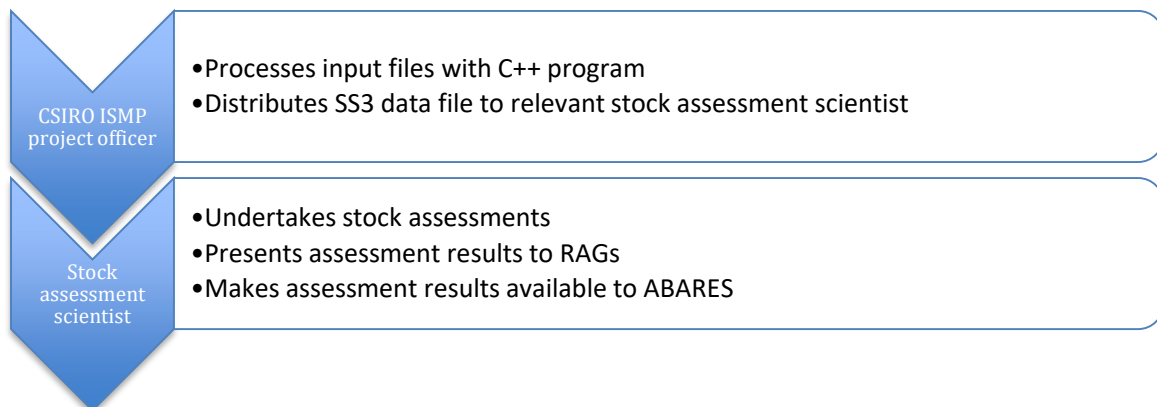 CSIRO ISMP
project officer
•Processes input files with C++ program
•Distributes SS3 data file to relevant stock assessment scientist
Stock
assessment
scientist
•Undertakes stock assessments
•Presents assessment results to RAGs
•Makes assessment results available to ABARES